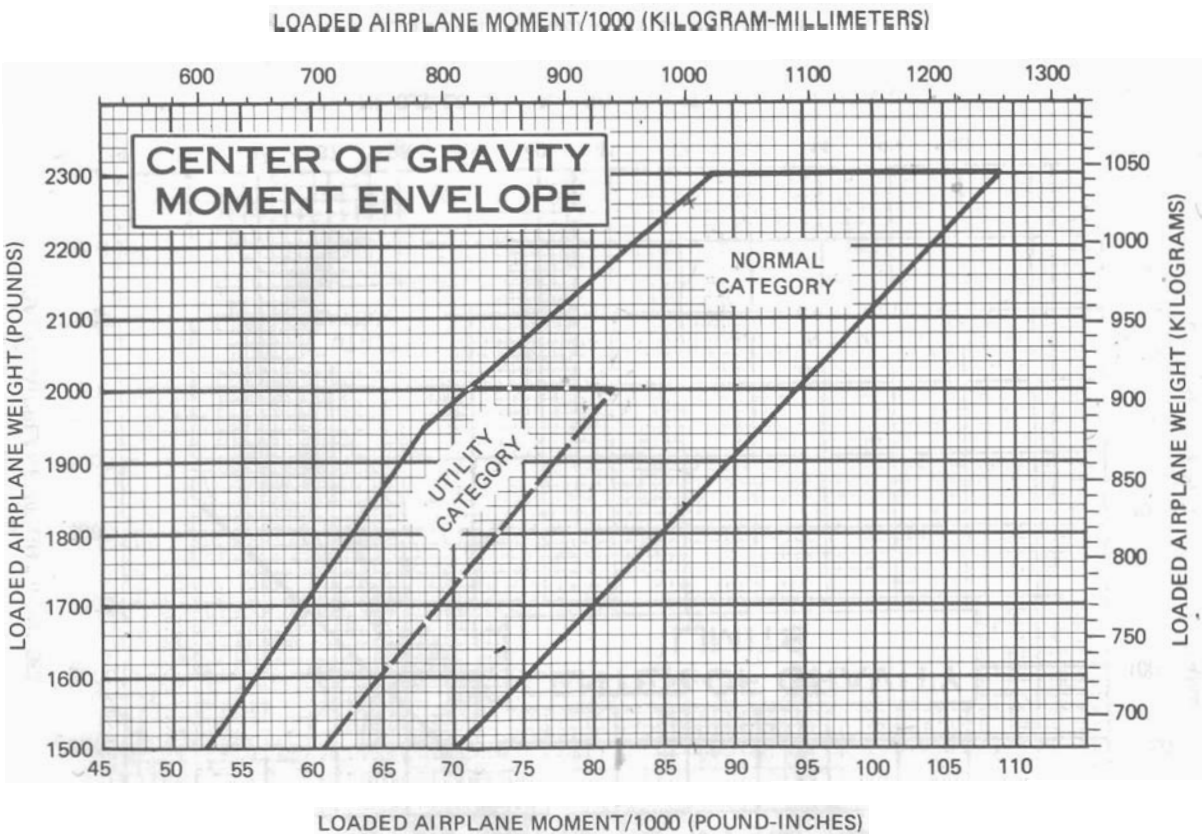 LOADED AIRPLANE MOMENT/1000 (KILOGRAM-MILLIMETERS)
600 700 800 900 1000 1100 1200 1300
CENTER OF GRAVITY
MOMENT ENVELOPE
2300
2200
2100
2000
1900
1800
1700
1600
1500
LOADED AIRPLANE WEIGHT (POUNDS)
NORMAL
CATEGORY
UTILITY
CATEGORY
1050
1000
950
900
850
800
750
700
LOADED AIRPLANE WEIGHT (KILOGRAMS)
45 50 55 60 65 70 75 80 85 90 95 100 105 110
LOADED AIRPLANE MOMENT/1000 (POUND-INCHES)